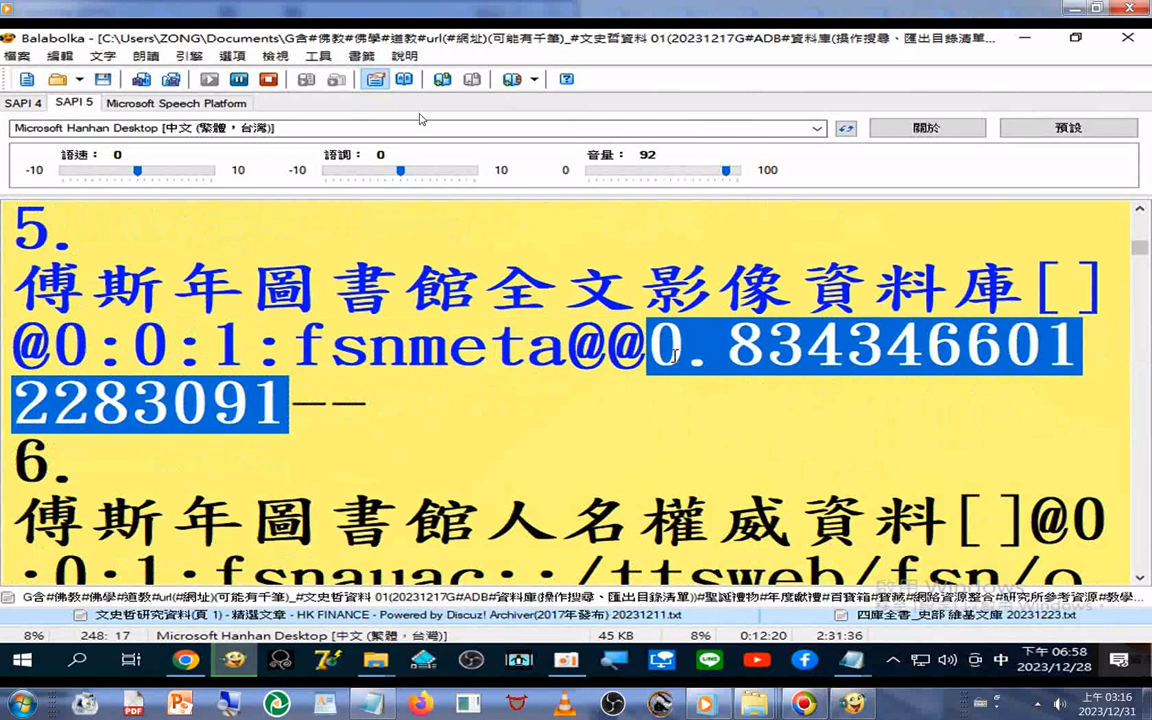 Balabolka - [C:\Users\ZONG\Documents\G含#佛教#佛學#道教#url(#網址)(可能有千筆)_#文史哲資料 01(20231217G#ADB#資料庫(操作搜尋、匯出目錄清單...
檔案 編輯 文字 朗讀 引擎 選項 檢視 工具 書籤 說明
SAPI 4 SAPI 5 Microsoft Speech Platform
Microsoft Hanhan Desktop [中文 (繁體，台灣)] 關於 預設
語速： 0 語調： 0 音量： 92
-10 10 -10 10 0 100
5.
傅斯年圖書館全文影像資料庫[]
@0:0:1:fsnmeta@@0.834346601
2283091--
6.
傅斯年圖書館人名權威資料[]@0
:0:1:fsnauac::/ttsweb/fsn/o
啟用 Windows
G含#佛教#佛學#道教#url(#網址)(可能有千筆)_#文史哲資料 01(20231217G#ADB#資料庫(操作搜尋、匯出目錄清單))#聖誕禮物#年度獻禮#百寶箱#寶藏#網路資源整合#研究所參考資源#教學...
文史哲研究資料(頁 1) - 精選文章 - HK FINANCE - Powered by Discuz! Archiver(2017年發布) 20231211.txt 四庫全書_史部 維基文庫 20231223.txt
8% 248: 17 Microsoft Hanhan Desktop [中文 (繁體，台灣)] 45 KB 8% 0:12:20 2:31:36
中 下午 06:58
2023/12/28
上午 03:16
2023/12/31